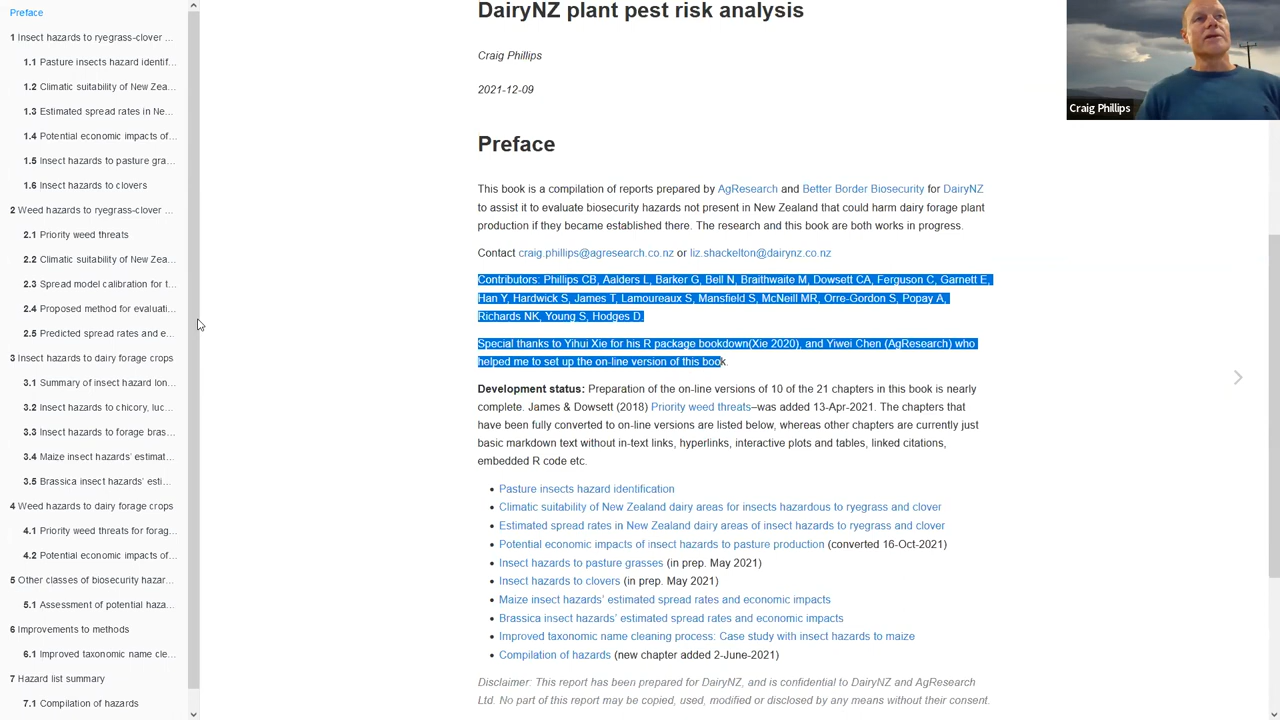 Preface
1 Insect hazards to ryegrass-clover ...
1.1 Pasture insects hazard identif...
1.2 Climatic suitability of New Zea...
1.3 Estimated spread rates in Ne...
1.4 Potential economic impacts of...
1.5 Insect hazards to pasture gra...
1.6 Insect hazards to clovers
2 Weed hazards to ryegrass-clover ...
2.1 Priority weed threats
2.2 Climatic suitability of New Zea...
2.3 Spread model calibration for t...
2.4 Proposed method for evaluati...
2.5 Predicted spread rates and e...
3 Insect hazards to dairy forage crops
3.1 Summary of insect hazard lon...
3.2 Insect hazards to chicory, luc...
3.3 Insect hazards to forage bras...
3.4 Maize insect hazards' estimat...
3.5 Brassica insect hazards' esti...
4 Weed hazards to dairy forage crops
4.1 Priority weed threats for forag...
4.2 Potential economic impacts of...
5 Other classes of biosecurity hazar...
5.1 Assessment of potential haza...
6 Improvements to methods
6.1 Improved taxonomic name cle...
7 Hazard list summary
7.1 Compilation of hazards
DairyNZ plant pest risk analysis
Craig Phillips
2021-12-09
Preface
This book is a compilation of reports prepared by AgResearch and Better Border Biosecurity for DairyNZ
to assist it to evaluate biosecurity hazards not present in New Zealand that could harm dairy forage plant
production if they became established there. The research and this book are both works in progress.
Contact craig.phillips@agresearch.co.nz or liz.shackelton@dairynz.co.nz
Contributors: Phillips CB, Aalders L, Barker G, Bell N, Braithwaite M, Dowsett CA, Ferguson C, Garnett E,
Han Y, Hardwick S, James T, Lamoureaux S, Mansfield S, McNeill MR, Orre-Gordon S, Popay A,
Richards NK, Young S, Hodges D.
Special thanks to Yihui Xie for his R package bookdown(Xie 2020), and Yiwei Chen (AgResearch) who
helped me to set up the on-line version of this book.
Development status: Preparation of the on-line versions of 10 of the 21 chapters in this book is nearly
complete. James & Dowsett (2018) Priority weed threats–was added 13-Apr-2021. The chapters that
have been fully converted to on-line versions are listed below, whereas other chapters are currently just
basic markdown text without in-text links, hyperlinks, interactive plots and tables, linked citations,
embedded R code etc.
• Pasture insects hazard identification
• Climatic suitability of New Zealand dairy areas for insects hazardous to ryegrass and clover
• Estimated spread rates in New Zealand dairy areas of insect hazards to ryegrass and clover
• Potential economic impacts of insect hazards to pasture production (converted 16-Oct-2021)
• Insect hazards to pasture grasses (in prep. May 2021)
• Insect hazards to clovers (in prep. May 2021)
• Maize insect hazards' estimated spread rates and economic impacts
• Brassica insect hazards' estimated spread rates and economic impacts
• Improved taxonomic name cleaning process: Case study with insect hazards to maize
• Compilation of hazards (new chapter added 2-June-2021)
Disclaimer: This report has been prepared for DairyNZ, and is confidential to DairyNZ and AgResearch
Ltd. No part of this report may be copied, used, modified or disclosed by any means without their consent.
Craig Phillips